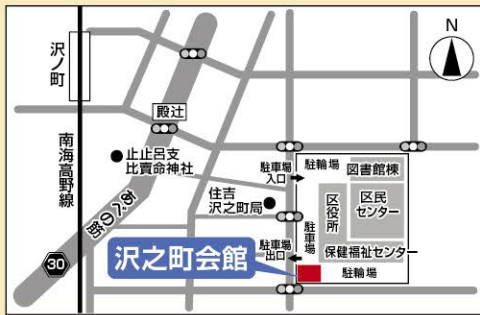 N
沢ノ町
南海高野線
殿辻
止止呂支
比賣命神社
あべの筋
30
住吉
沢之町局
駐車場
入口
駐輪場
図書館棟
区役所
区民
センター
駐車場
駐車場
出口
保健福祉センター
駐輪場
沢之町会館